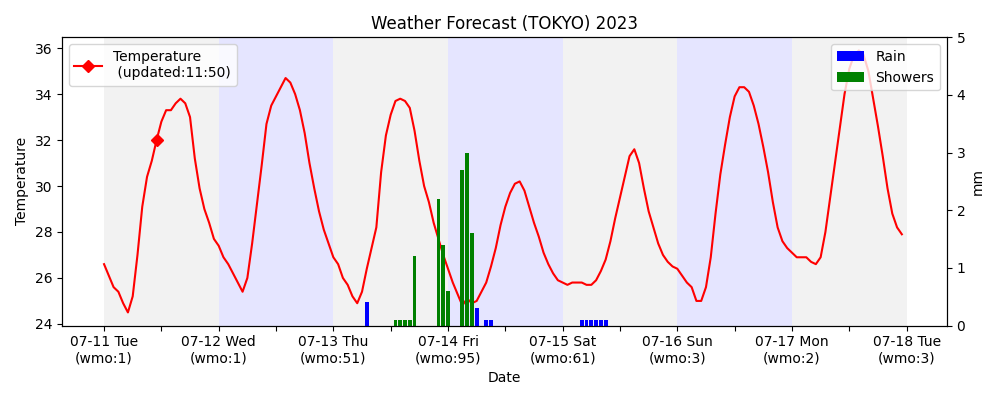 Weather Forecast (TOKYO) 2023
Temperature
(updated:11:50)
Rain
Showers
36
34
32
30
28
26
24
Temperature
5
4
3
2
1
0
mm
07-11 Tue
(wmo:1)
07-12 Wed
(wmo:1)
07-13 Thu
(wmo:51)
07-14 Fri
(wmo:95)
07-15 Sat
(wmo:61)
07-16 Sun
(wmo:3)
07-17 Mon
(wmo:2)
07-18 Tue
(wmo:3)
Date